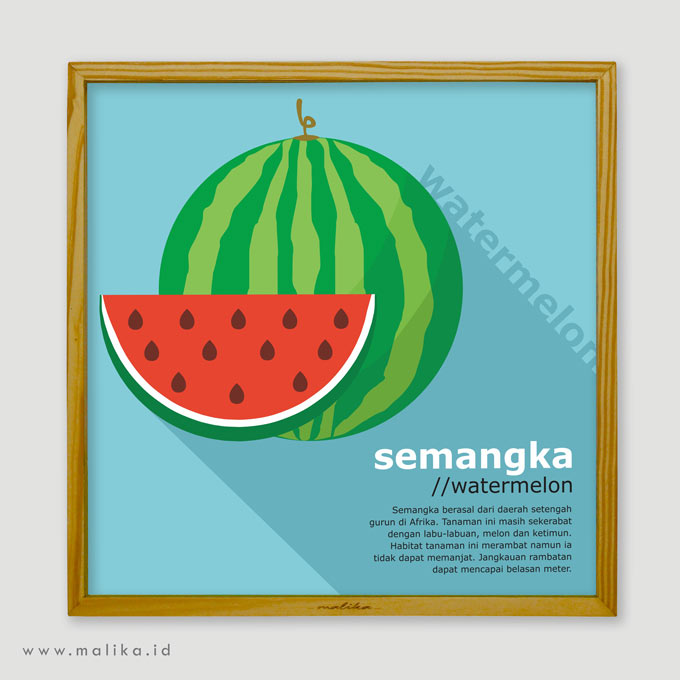 watermelon
semangka
//watermelon
Semangka berasal dari daerah setengah
gurun di Afrika. Tanaman ini masih sekerabat
dengan labu-labuan, melon dan ketimun.
Habitat tanaman ini merambat namun ia
tidak dapat memanjat. Jangkauan rambatan
dapat mencapai belasan meter.
malika
www.malika.id